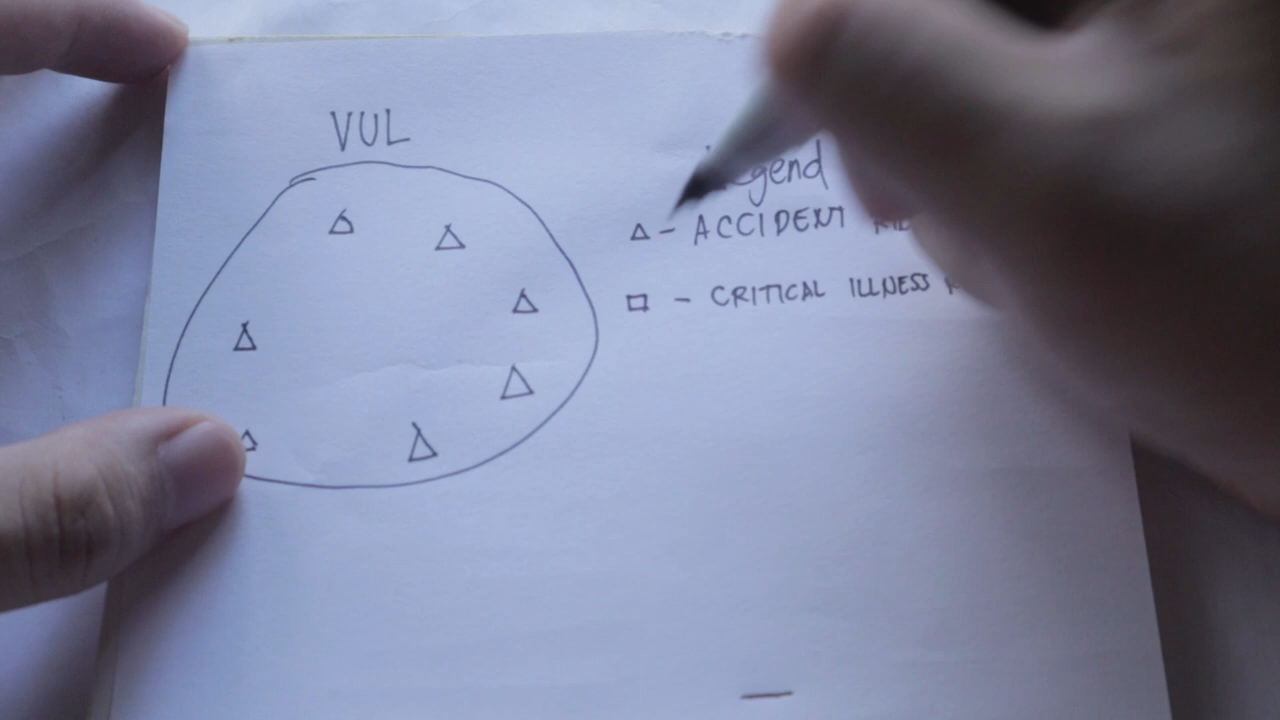 VUL
Legend
△ - ACCIDENT
□ - CRITICAL ILLNESS